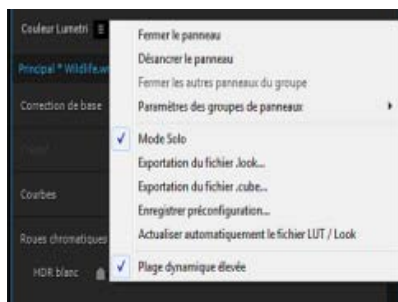 Couleur Lumetri
Fermer le panneau
Désancrer le panneau
Fermer les autres panneaux du groupe
Paramètres des groupes de panneaux
Mode Solo
Exportation du fichier .look...
Exportation du fichier .cube...
Enregistrer préconfiguration...
Actualiser automatiquement le fichier LUT / Look
Plage dynamique élevée
Principal * Wildlife.wm
Correction de base
Courbes
Roues chromatiques
HDR blanc